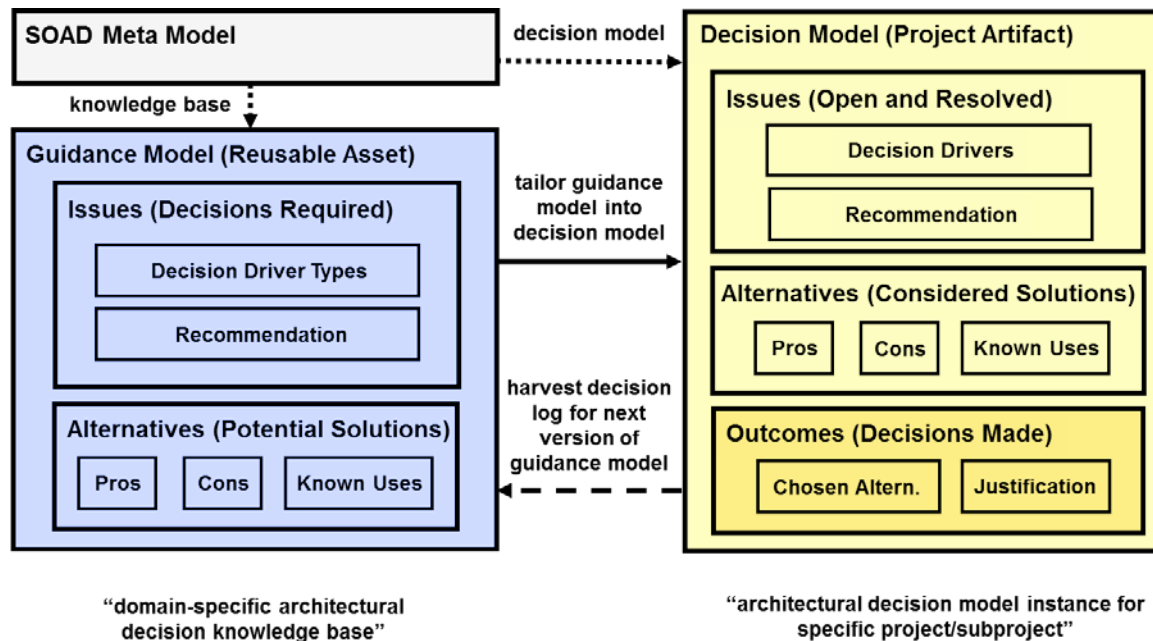 SOAD Meta Model
decision model
knowledge base
Guidance Model (Reusable Asset)
Issues (Decisions Required)
Decision Driver Types
Recommendation
Alternatives (Potential Solutions)
Pros
Cons
Known Uses
tailor guidance
model into
decision model
harvest decision
log for next
version of
guidance model
Decision Model (Project Artifact)
Issues (Open and Resolved)
Decision Drivers
Recommendation
Alternatives (Considered Solutions)
Pros
Cons
Known Uses
Outcomes (Decisions Made)
Chosen Altern.
Justification
“domain-specific architectural
decision knowledge base”
“architectural decision model instance for
specific project/subproject”